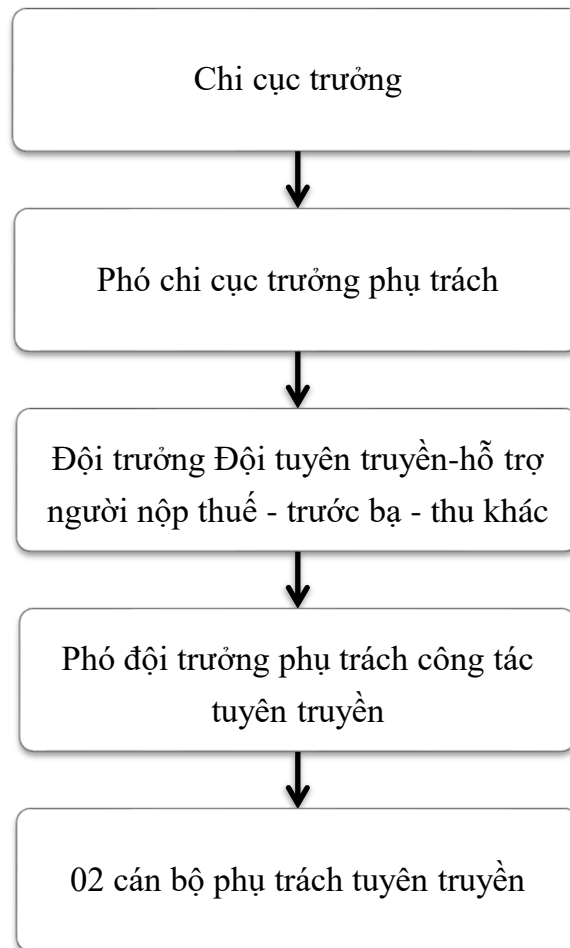 Chi cục trưởng
Phó chi cục trưởng phụ trách
Đội trưởng Đội tuyên truyền-hỗ trợ
người nộp thuế - trước bạ - thu khác
Phó đội trưởng phụ trách công tác
tuyên truyền
02 cán bộ phụ trách tuyên truyền